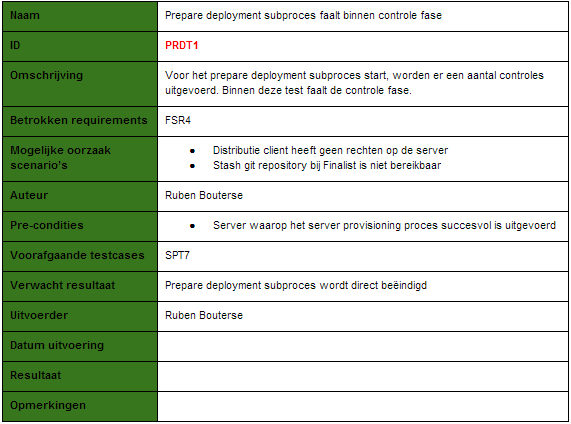 Naam Prepare deployment subproces faalt binnen controle fase
ID PRDT1
Omschrijving Voor het prepare deployment subproces start, worden er een aantal controles
uitgevoerd. Binnen deze test faalt de controle fase.
Betrokken requirements FSR4
Mogelijke oorzaak scenario's
● Distributie client heeft geen rechten op de server
● Stash git repository bij Finalist is niet bereikbaar
Auteur Ruben Bouterse
Pre-condities ● Server waarop het server provisioning proces succesvol is uitgevoerd
Voorafgaande testcases SPT7
Verwacht resultaat Prepare deployment subproces wordt direct beëindigd
Uitvoerder Ruben Bouterse
Datum uitvoering
Resultaat
Opmerkingen